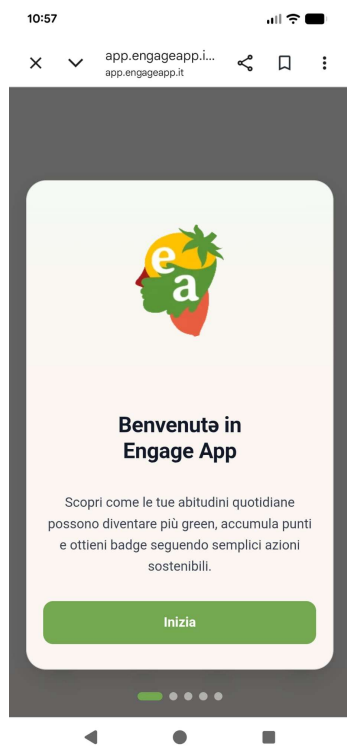 10:57
app.engageapp.i...
app.engageapp.it
e
a
Benvenutə in
Engage App
Scopri come le tue abitudini quotidiane
possono diventare più green, accumula punti
e ottieni badge seguendo semplici azioni
sostenibili.
Inizia